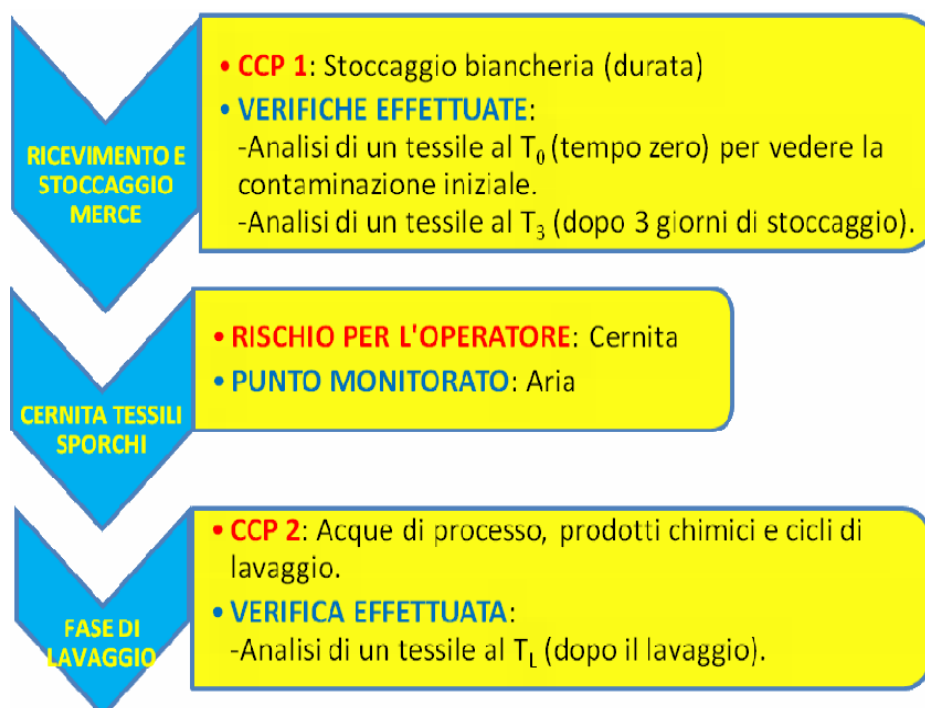 RICEVIMENTO E
STOCCAGGIO
MERCE
• CCP 1: Stoccaggio biancheria (durata)
• VERIFICHE EFFETTUATE:
-Analisi di un tessile al T₀ (tempo zero) per vedere la
contaminazione iniziale.
-Analisi di un tessile al T₃ (dopo 3 giorni di stoccaggio).
CERNITA TESSILI
SPORCHI
• RISCHIO PER L'OPERATORE: Cernita
• PUNTO MONITORATO: Aria
FASE DI
LAVAGGIO
• CCP 2: Acque di processo, prodotti chimici e cicli di
lavaggio.
• VERIFICA EFFETTUATA:
-Analisi di un tessile al T_L (dopo il lavaggio).